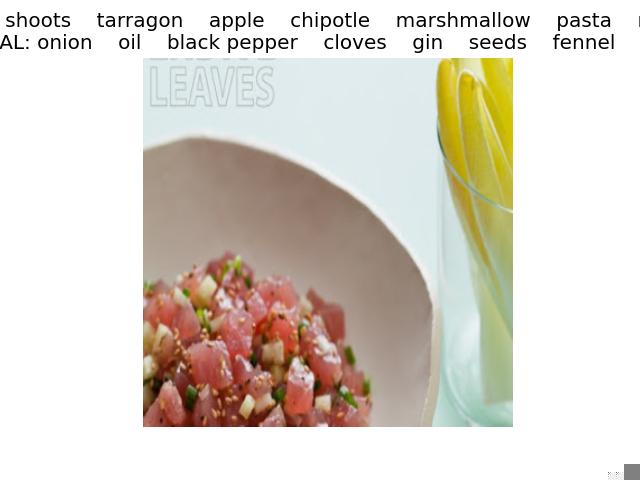 shoots tarragon apple chipotle marshmallow pasta
AL: onion oil black pepper cloves gin seeds fennel
LEAVES